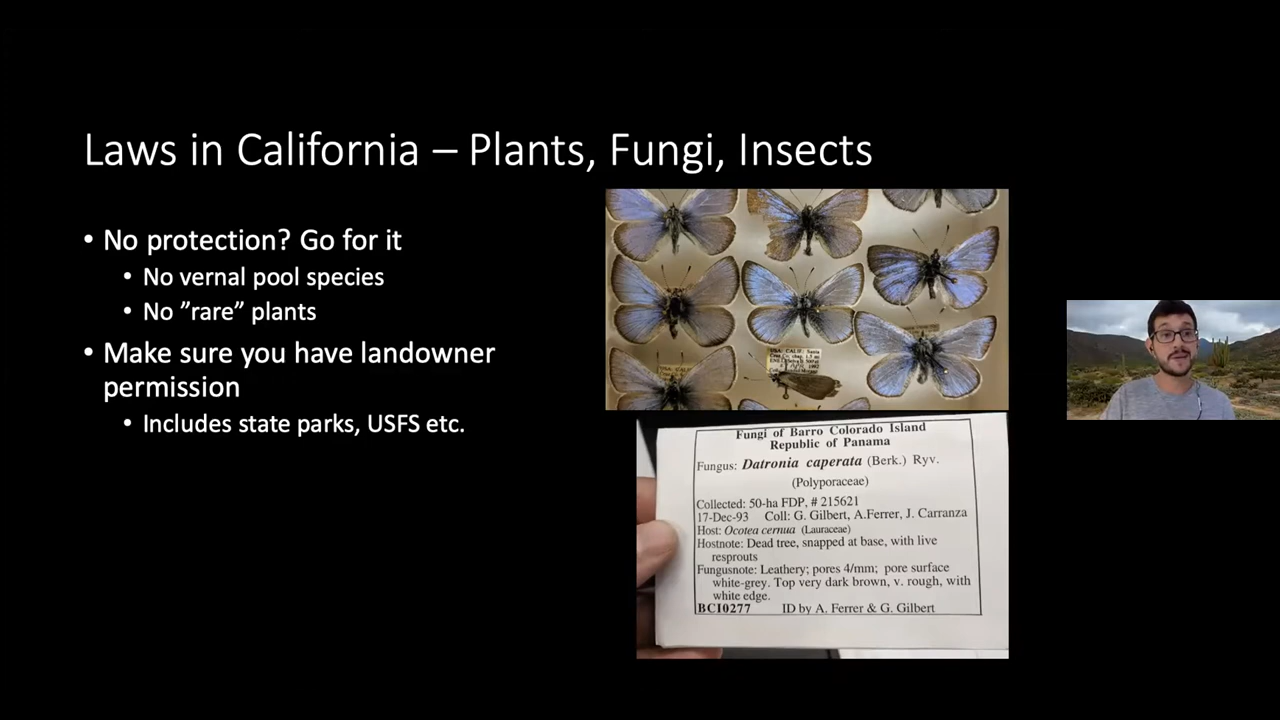 Laws in California – Plants, Fungi, Insects
• No protection? Go for it
• No vernal pool species
• No ”rare” plants
• Make sure you have landowner
permission
• Includes state parks, USFS etc.
Fungi of Barro Colorado Island
Republic of Panama
Fungus: Datronia caperata (Berk.) Ryv.
(Polyporaceae)
Collected: 50-ha FDP, # 215621
17-Dec-93 Coll: G. Gilbert, A.Ferrer, J. Carranza
Host: Ocotea cernua (Lauraceae)
Hostnote: Dead tree, snapped at base, with live
resprouts
Fungusnote: Leathery; pores 4/mm; pore surface
white-grey. Top very dark brown, v. rough, with
white edge.
BCI0277 ID by A. Ferrer & G. Gilbert